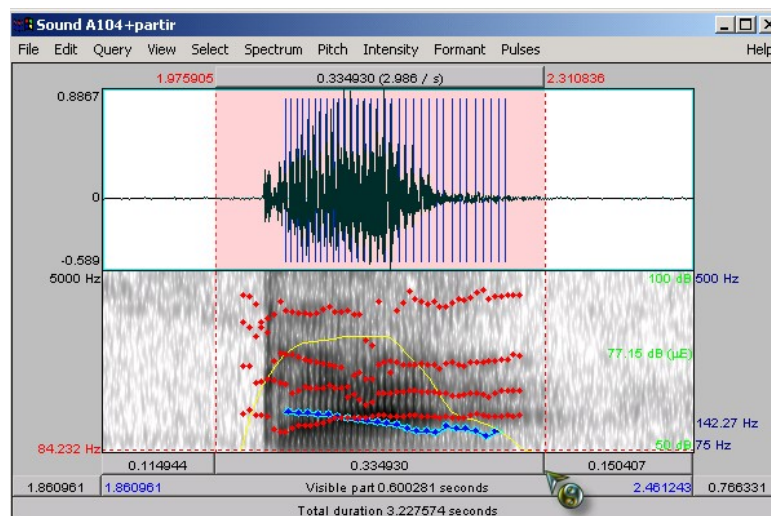 Sound A104+partir
File Edit Query View Select Spectrum Pitch Intensity Formant Pulses Help
1.975905 0.334930 (2.986 / s) 2.310836
0.8867
0
-0.589
5000 Hz 100 dB 500 Hz
77.15 dB (µE)
142.27 Hz
84.232 Hz 50 dB 75 Hz
0.114944 0.334930 0.150407
1.860961 1.860961 Visible part 0.600281 seconds 2.461243 0.766331
Total duration 3.227574 seconds